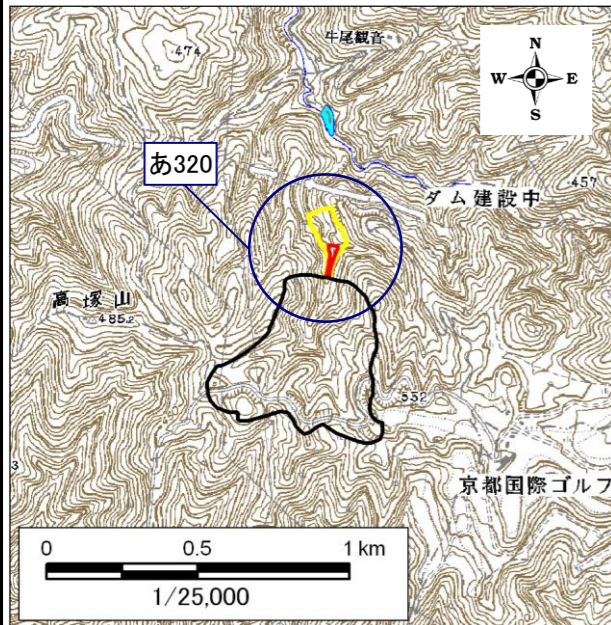 牛尾観音
・474
N
W E
S
あ320
・457
ダム建設中
高塚山
485.2
552
3
京都国際ゴルフ
0 0.5 1 km
1/25,000